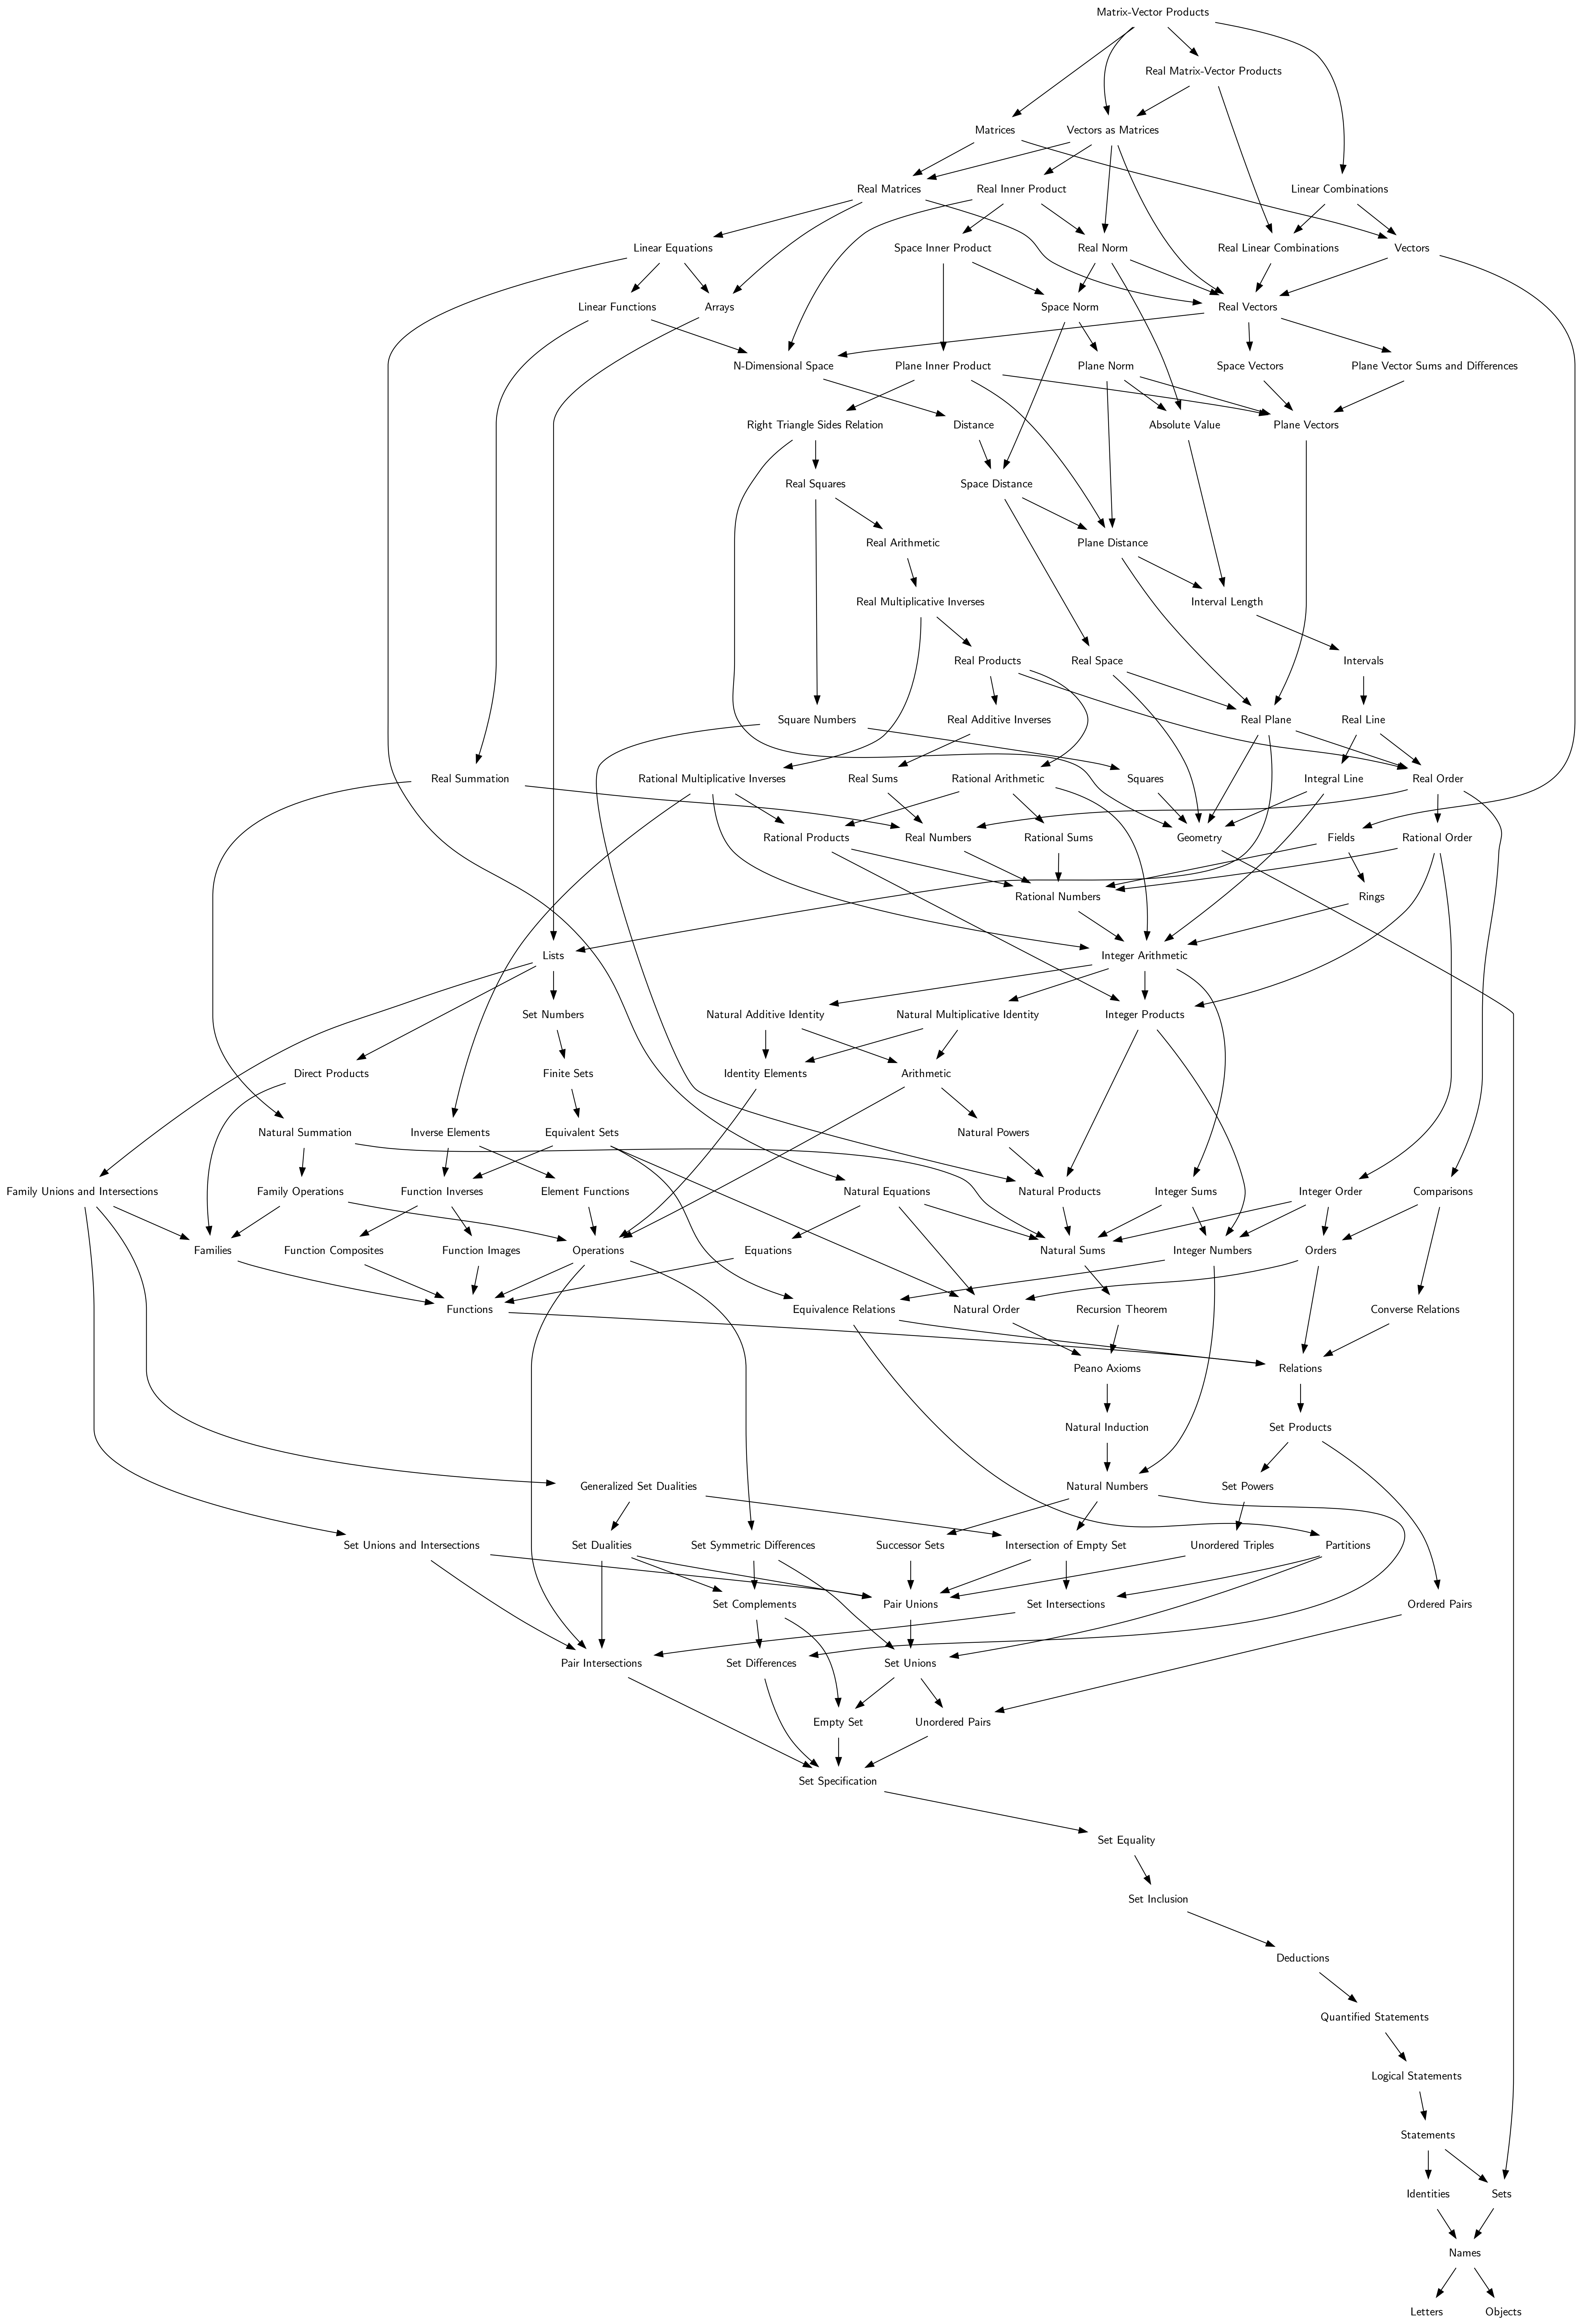 Matrix-Vector Products
Real Matrix-Vector Products
Matrices
Vectors as Matrices
Real Matrices
Real Inner Product
Linear Combinations
Linear Equations
Space Inner Product
Real Norm
Real Linear Combinations
Vectors
Linear Functions
Arrays
Space Norm
Real Vectors
N-Dimensional Space
Plane Inner Product
Plane Norm
Space Vectors
Plane Vector Sums and Differences
Right Triangle Sides Relation
Distance
Absolute Value
Plane Vectors
Real Squares
Space Distance
Real Arithmetic
Plane Distance
Real Multiplicative Inverses
Interval Length
Real Products
Real Space
Intervals
Square Numbers
Real Additive Inverses
Real Plane
Real Line
Real Summation
Rational Multiplicative Inverses
Real Sums
Rational Arithmetic
Squares
Integral Line
Real Order
Rational Products
Real Numbers
Rational Sums
Geometry
Fields
Rational Order
Rational Numbers
Rings
Lists
Integer Arithmetic
Set Numbers
Natural Additive Identity
Natural Multiplicative Identity
Integer Products
Direct Products
Finite Sets
Identity Elements
Arithmetic
Natural Summation
Inverse Elements
Equivalent Sets
Natural Powers
Family Unions and Intersections
Family Operations
Function Inverses
Element Functions
Natural Equations
Natural Products
Integer Sums
Integer Order
Comparisons
Families
Function Composites
Function Images
Operations
Equations
Natural Sums
Integer Numbers
Orders
Functions
Equivalence Relations
Natural Order
Recursion Theorem
Converse Relations
Peano Axioms
Relations
Natural Induction
Set Products
Generalized Set Dualities
Natural Numbers
Set Powers
Set Unions and Intersections
Set Dualities
Set Symmetric Differences
Successor Sets
Intersection of Empty Set
Unordered Triples
Partitions
Set Complements
Pair Unions
Set Intersections
Ordered Pairs
Pair Intersections
Set Differences
Set Unions
Empty Set
Unordered Pairs
Set Specification
Set Equality
Set Inclusion
Deductions
Quantified Statements
Logical Statements
Statements
Identities
Sets
Names
Letters
Objects